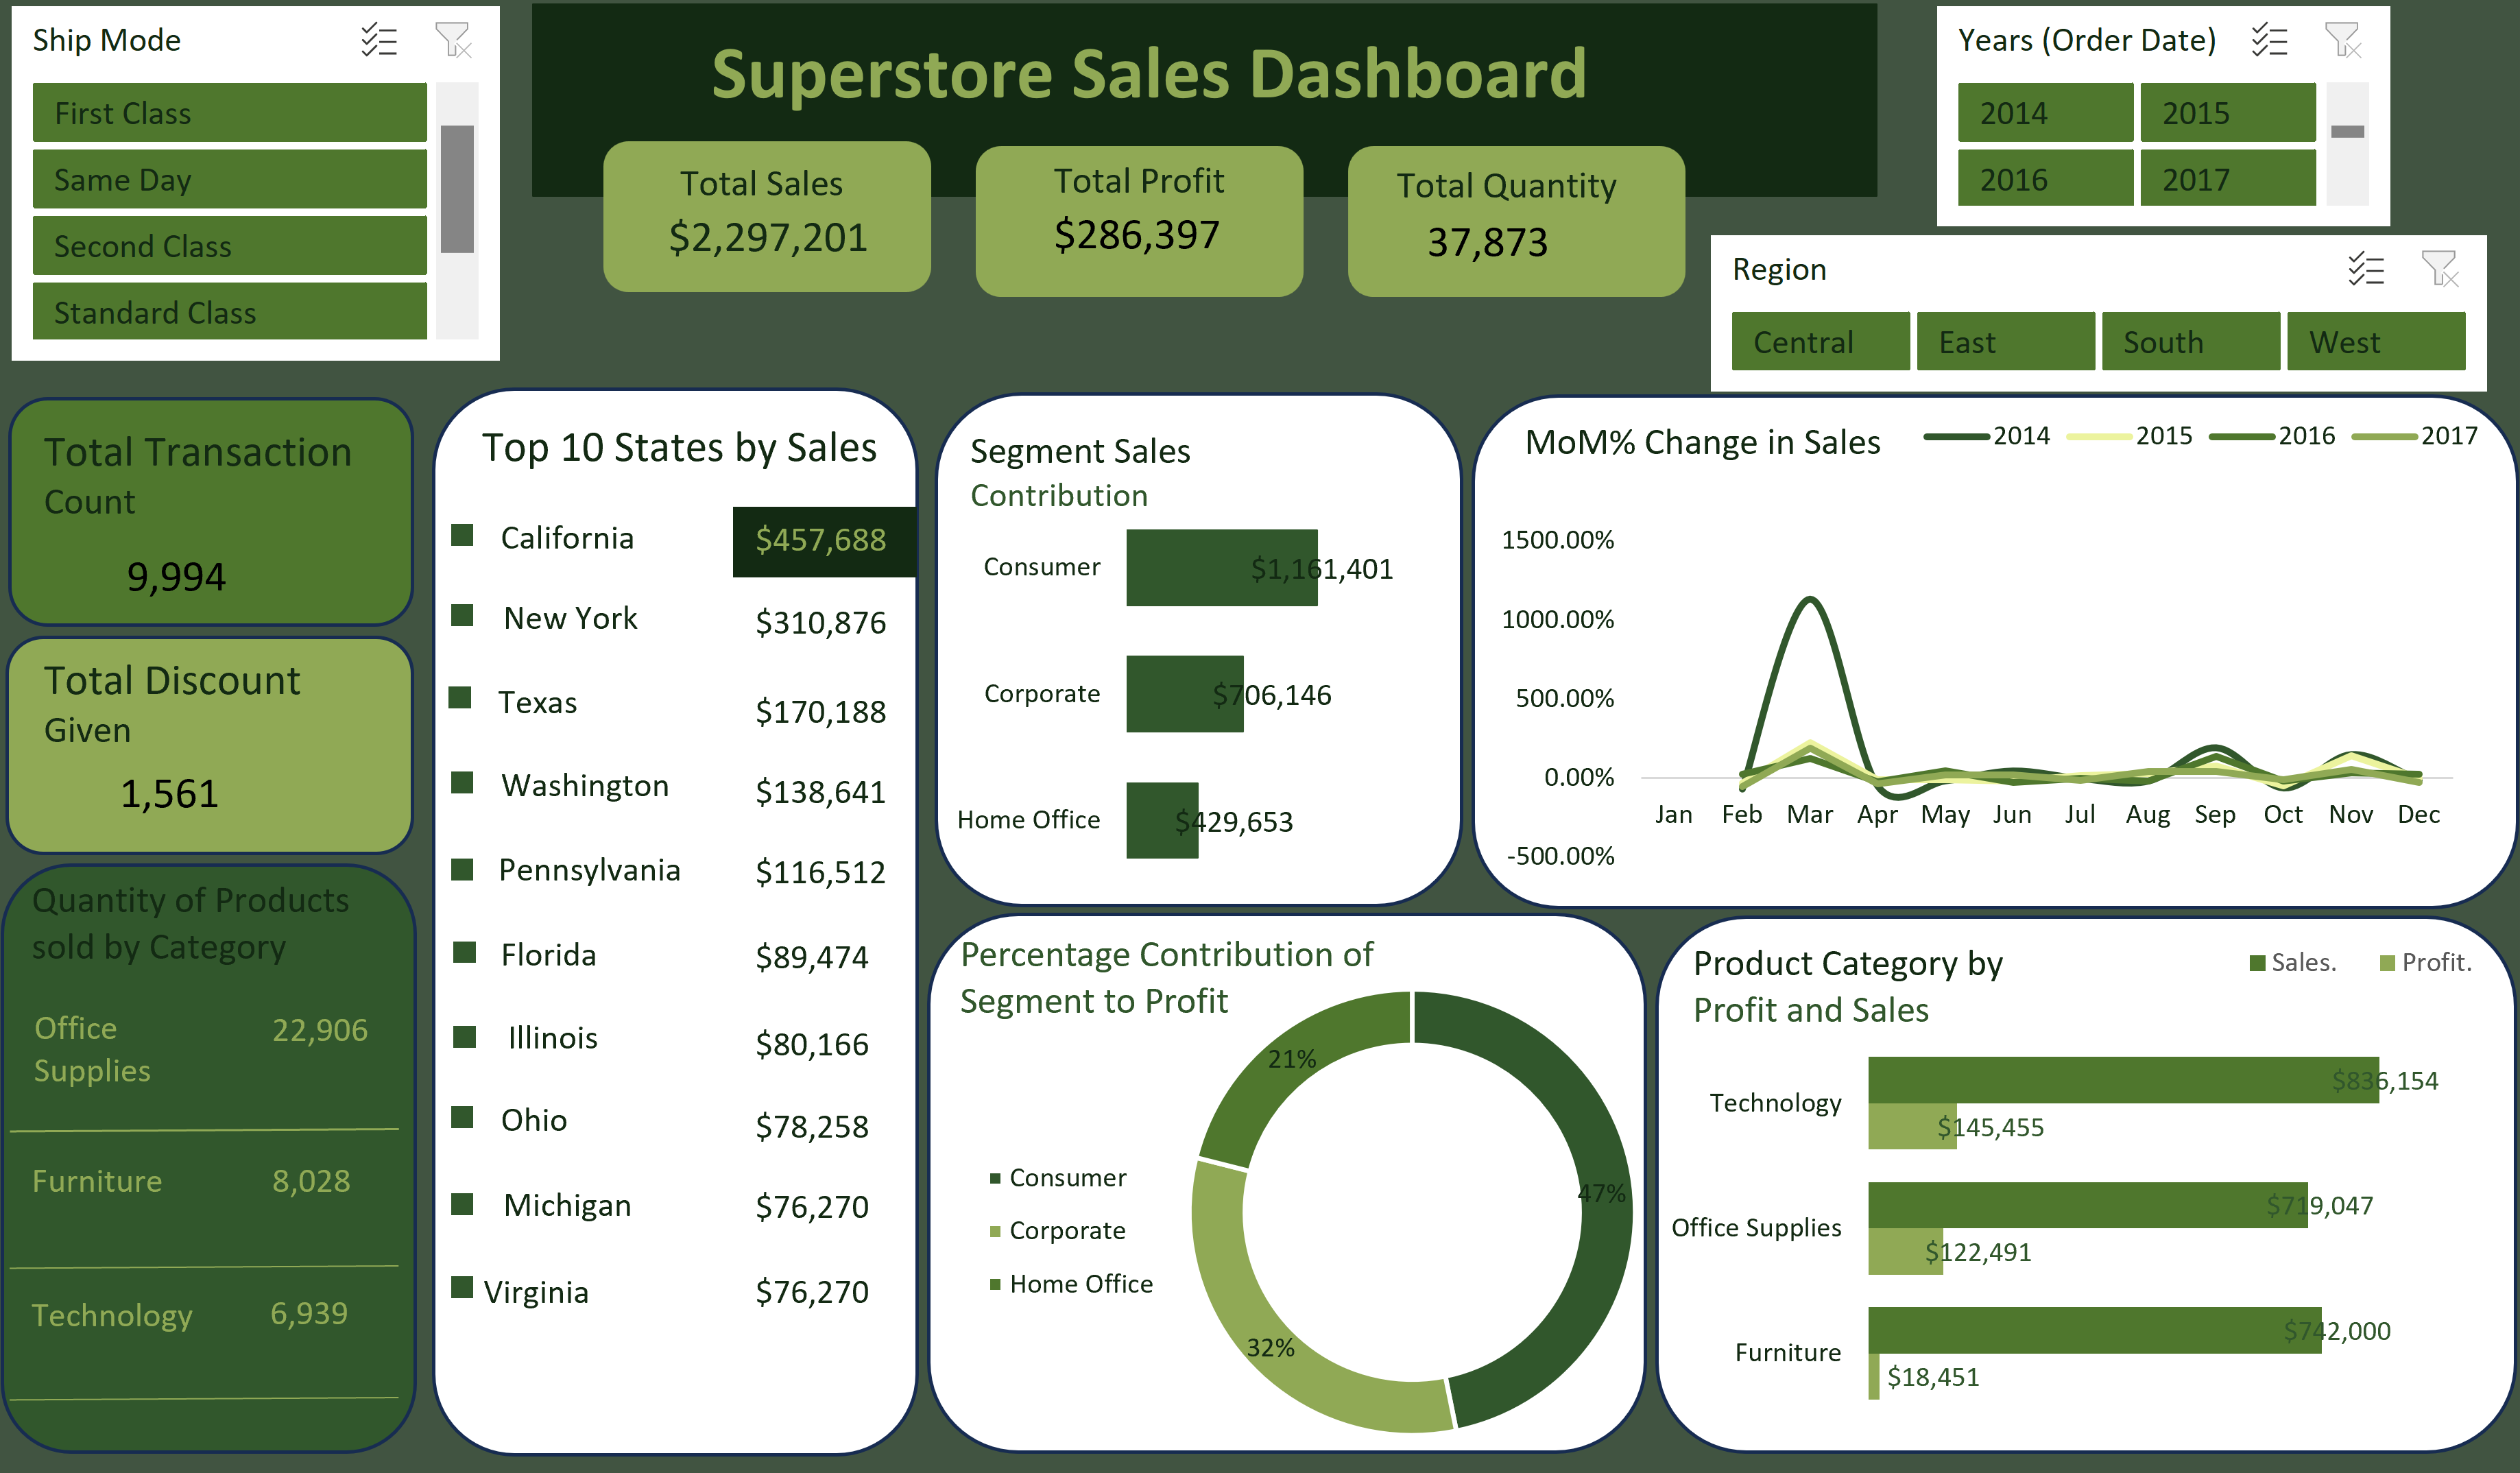 Ship Mode
First Class
Same Day
Second Class
Standard Class
Superstore Sales Dashboard
Total Sales
$2,297,201
Total Profit
$286,397
Total Quantity
37,873
Years (Order Date)
2014 2015
2016 2017
Region
Central East South West
Total Transaction
Count
9,994
Total Discount
Given
1,561
Quantity of Products
sold by Category
Office
Supplies
22,906
Furniture 8,028
Technology 6,939
Top 10 States by Sales
California $457,688
New York $310,876
Texas $170,188
Washington $138,641
Pennsylvania $116,512
Florida $89,474
Illinois $80,166
Ohio $78,258
Michigan $76,270
Virginia $76,270
Segment Sales
Contribution
Consumer $1,161,401
Corporate $706,146
Home Office $429,653
MoM% Change in Sales
2014 2015 2016 2017
1500.00%
1000.00%
500.00%
0.00%
Jan Feb Mar Apr May Jun Jul Aug Sep Oct Nov Dec
-500.00%
Percentage Contribution of
Segment to Profit
21%
47%
32%
Consumer
Corporate
Home Office
Product Category by
Profit and Sales
Sales. Profit.
Technology
$836,154
$145,455
Office Supplies
$719,047
$122,491
Furniture
$742,000
$18,451